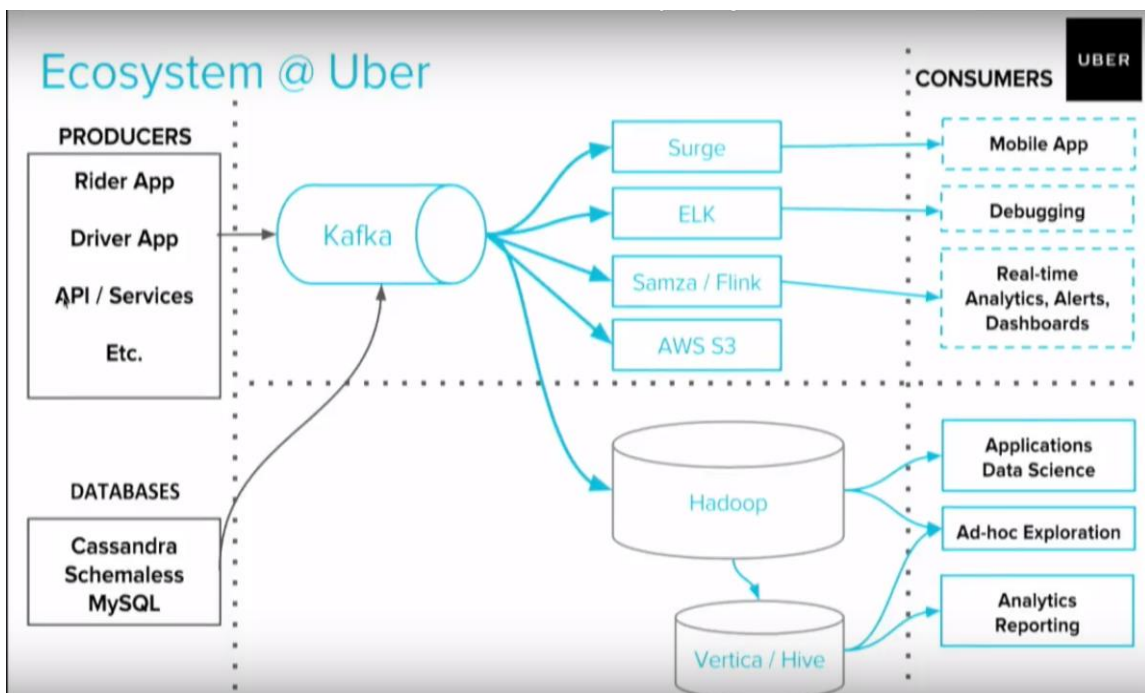 Ecosystem @ Uber
UBER
CONSUMERS
PRODUCERS
Rider App
Driver App
API / Services
Etc.
Kafka
Surge
ELK
Samza / Flink
AWS S3
Mobile App
Debugging
Real-time
Analytics, Alerts,
Dashboards
DATABASES
Cassandra
Schemaless
MySQL
Hadoop
Vertica / Hive
Applications
Data Science
Ad-hoc Exploration
Analytics
Reporting